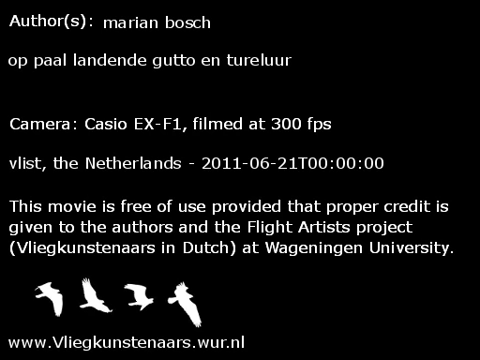 Author(s): marian bosch
op paal landende gutto en tureluur
Camera: Casio EX-F1, filmed at 300 fps
vlist, the Netherlands - 2011-06-21T00:00:00
This movie is free of use provided that proper credit is
given to the authors and the Flight Artists project
(Vliegkunstenaars in Dutch) at Wageningen University.
www.Vliegkunstenaars.wur.nl